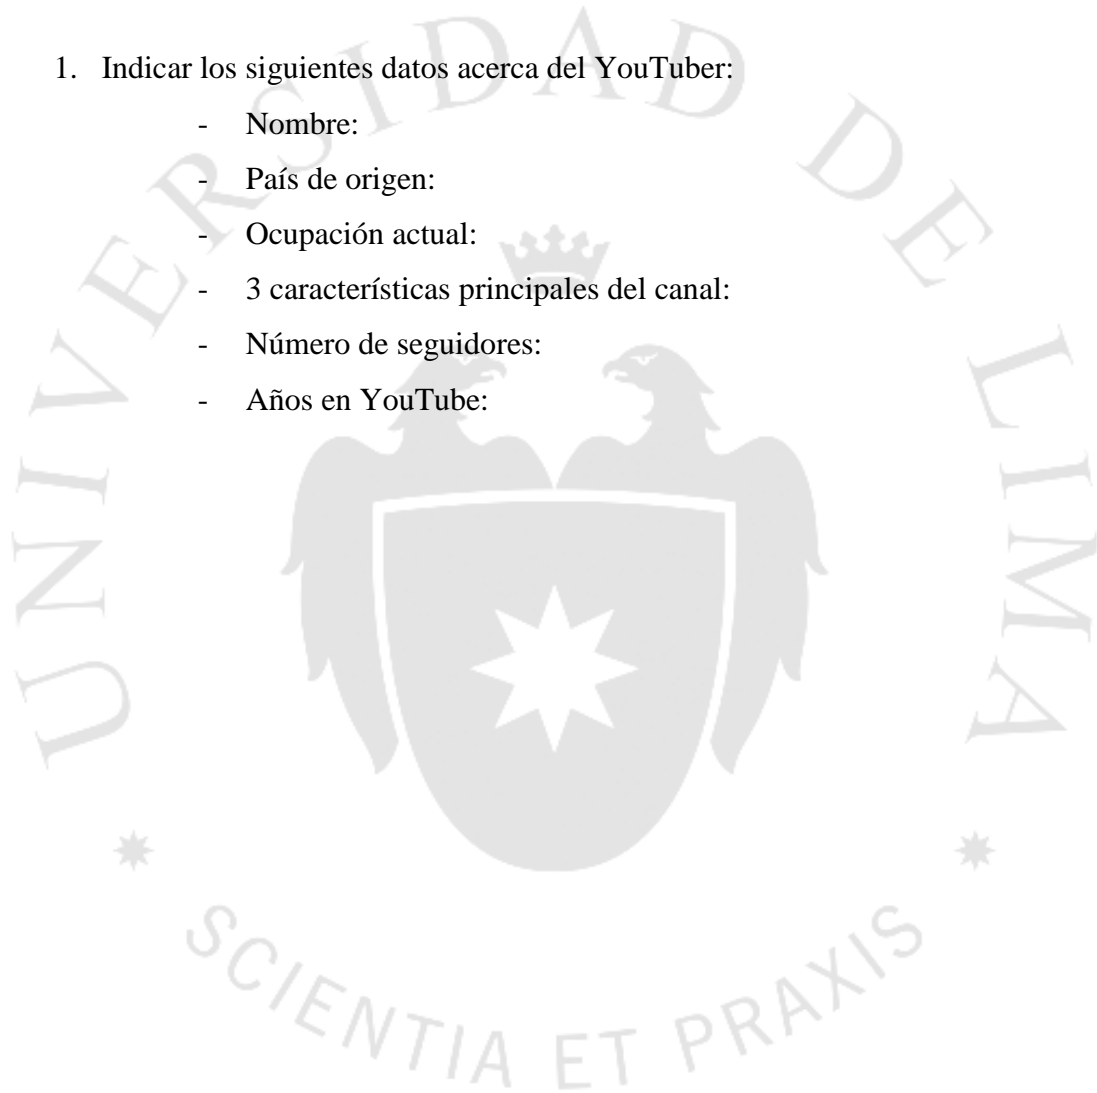 1. Indicar los siguientes datos acerca del YouTuber:
- Nombre:
- País de origen:
- Ocupación actual:
- 3 características principales del canal:
- Número de seguidores:
- Años en YouTube:
UNIVERSIDAD DE LIMA
SCIENTIA ET PRAXIS